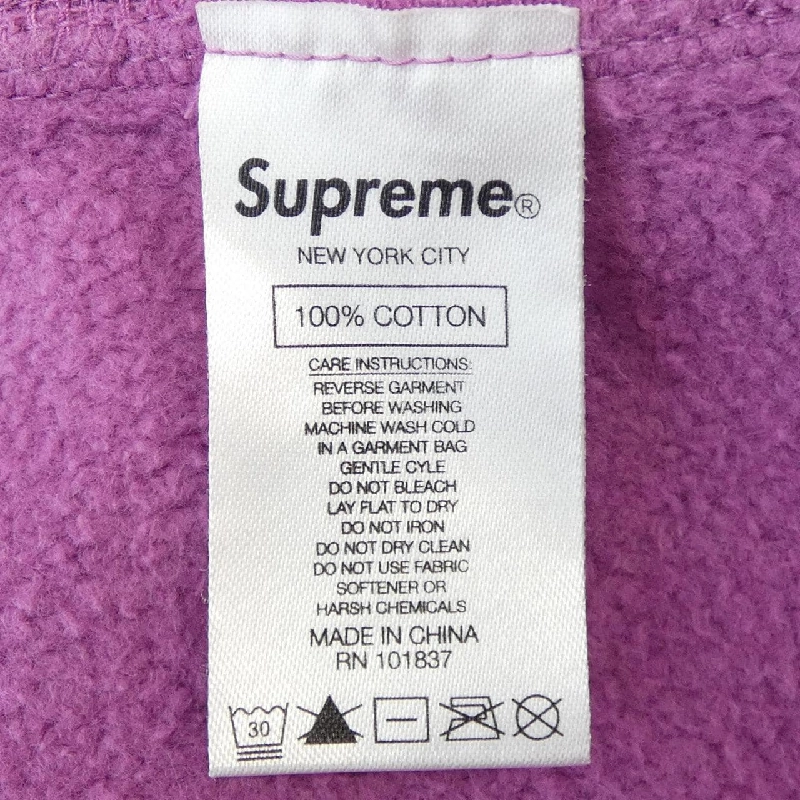 Supreme®
NEW YORK CITY
100% COTTON
CARE INSTRUCTIONS:
REVERSE GARMENT
BEFORE WASHING
MACHINE WASH COLD
IN A GARMENT BAG
GENTLE CYLE
DO NOT BLEACH
LAY FLAT TO DRY
DO NOT IRON
DO NOT DRY CLEAN
DO NOT USE FABRIC
SOFTENER OR
HARSH CHEMICALS
MADE IN CHINA
RN 101837
30